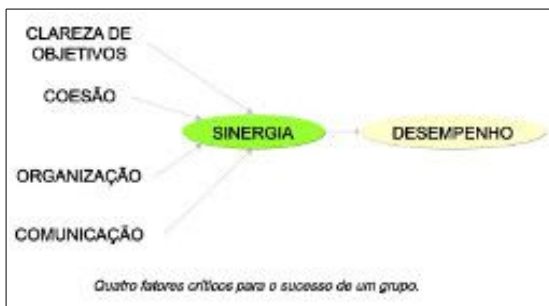 CLAREZA DE
OBJETIVOS
COESÃO
SINERGIA
DESEMPENHO
ORGANIZAÇÃO
COMUNICAÇÃO
Quatro fatores críticos para o sucesso de um grupo.